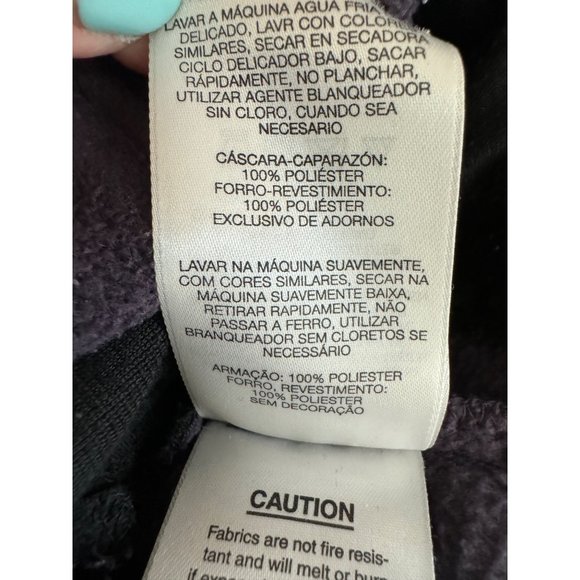 LAVAR A MÁQUINA AGUA FRIA
DELICADO, LAVR CON COLOR
SIMILARES, SECAR EN SECADORA
CICLO DELICADOR BAJO, SACAR
RÁPIDAMENTE, NO PLANCHAR,
UTILIZAR AGENTE BLANQUEADOR
SIN CLORO, CUANDO SEA
NECESARIO
CÁSCARA-CAPARAZÓN:
100% POLIÉSTER
FORRO-REVESTIMIENTO:
100% POLIÉSTER
EXCLUSIVO DE ADORNOS
LAVAR NA MÁQUINA SUAVEMENTE,
COM CORES SIMILARES, SECAR NA
MÁQUINA SUAVEMENTE BAIXA,
RETIRAR RAPIDAMENTE, NÃO
PASSAR A FERRO, UTILIZAR
BRANQUEADOR SEM CLORETOS SE
NECESSÁRIO
ARMAÇÃO: 100% POLIESTER
FORRO, REVESTIMENTO:
100% POLIESTER
SEM DECORAÇÃO
CAUTION
Fabrics are not fire resis-
tant and will melt or burn
if